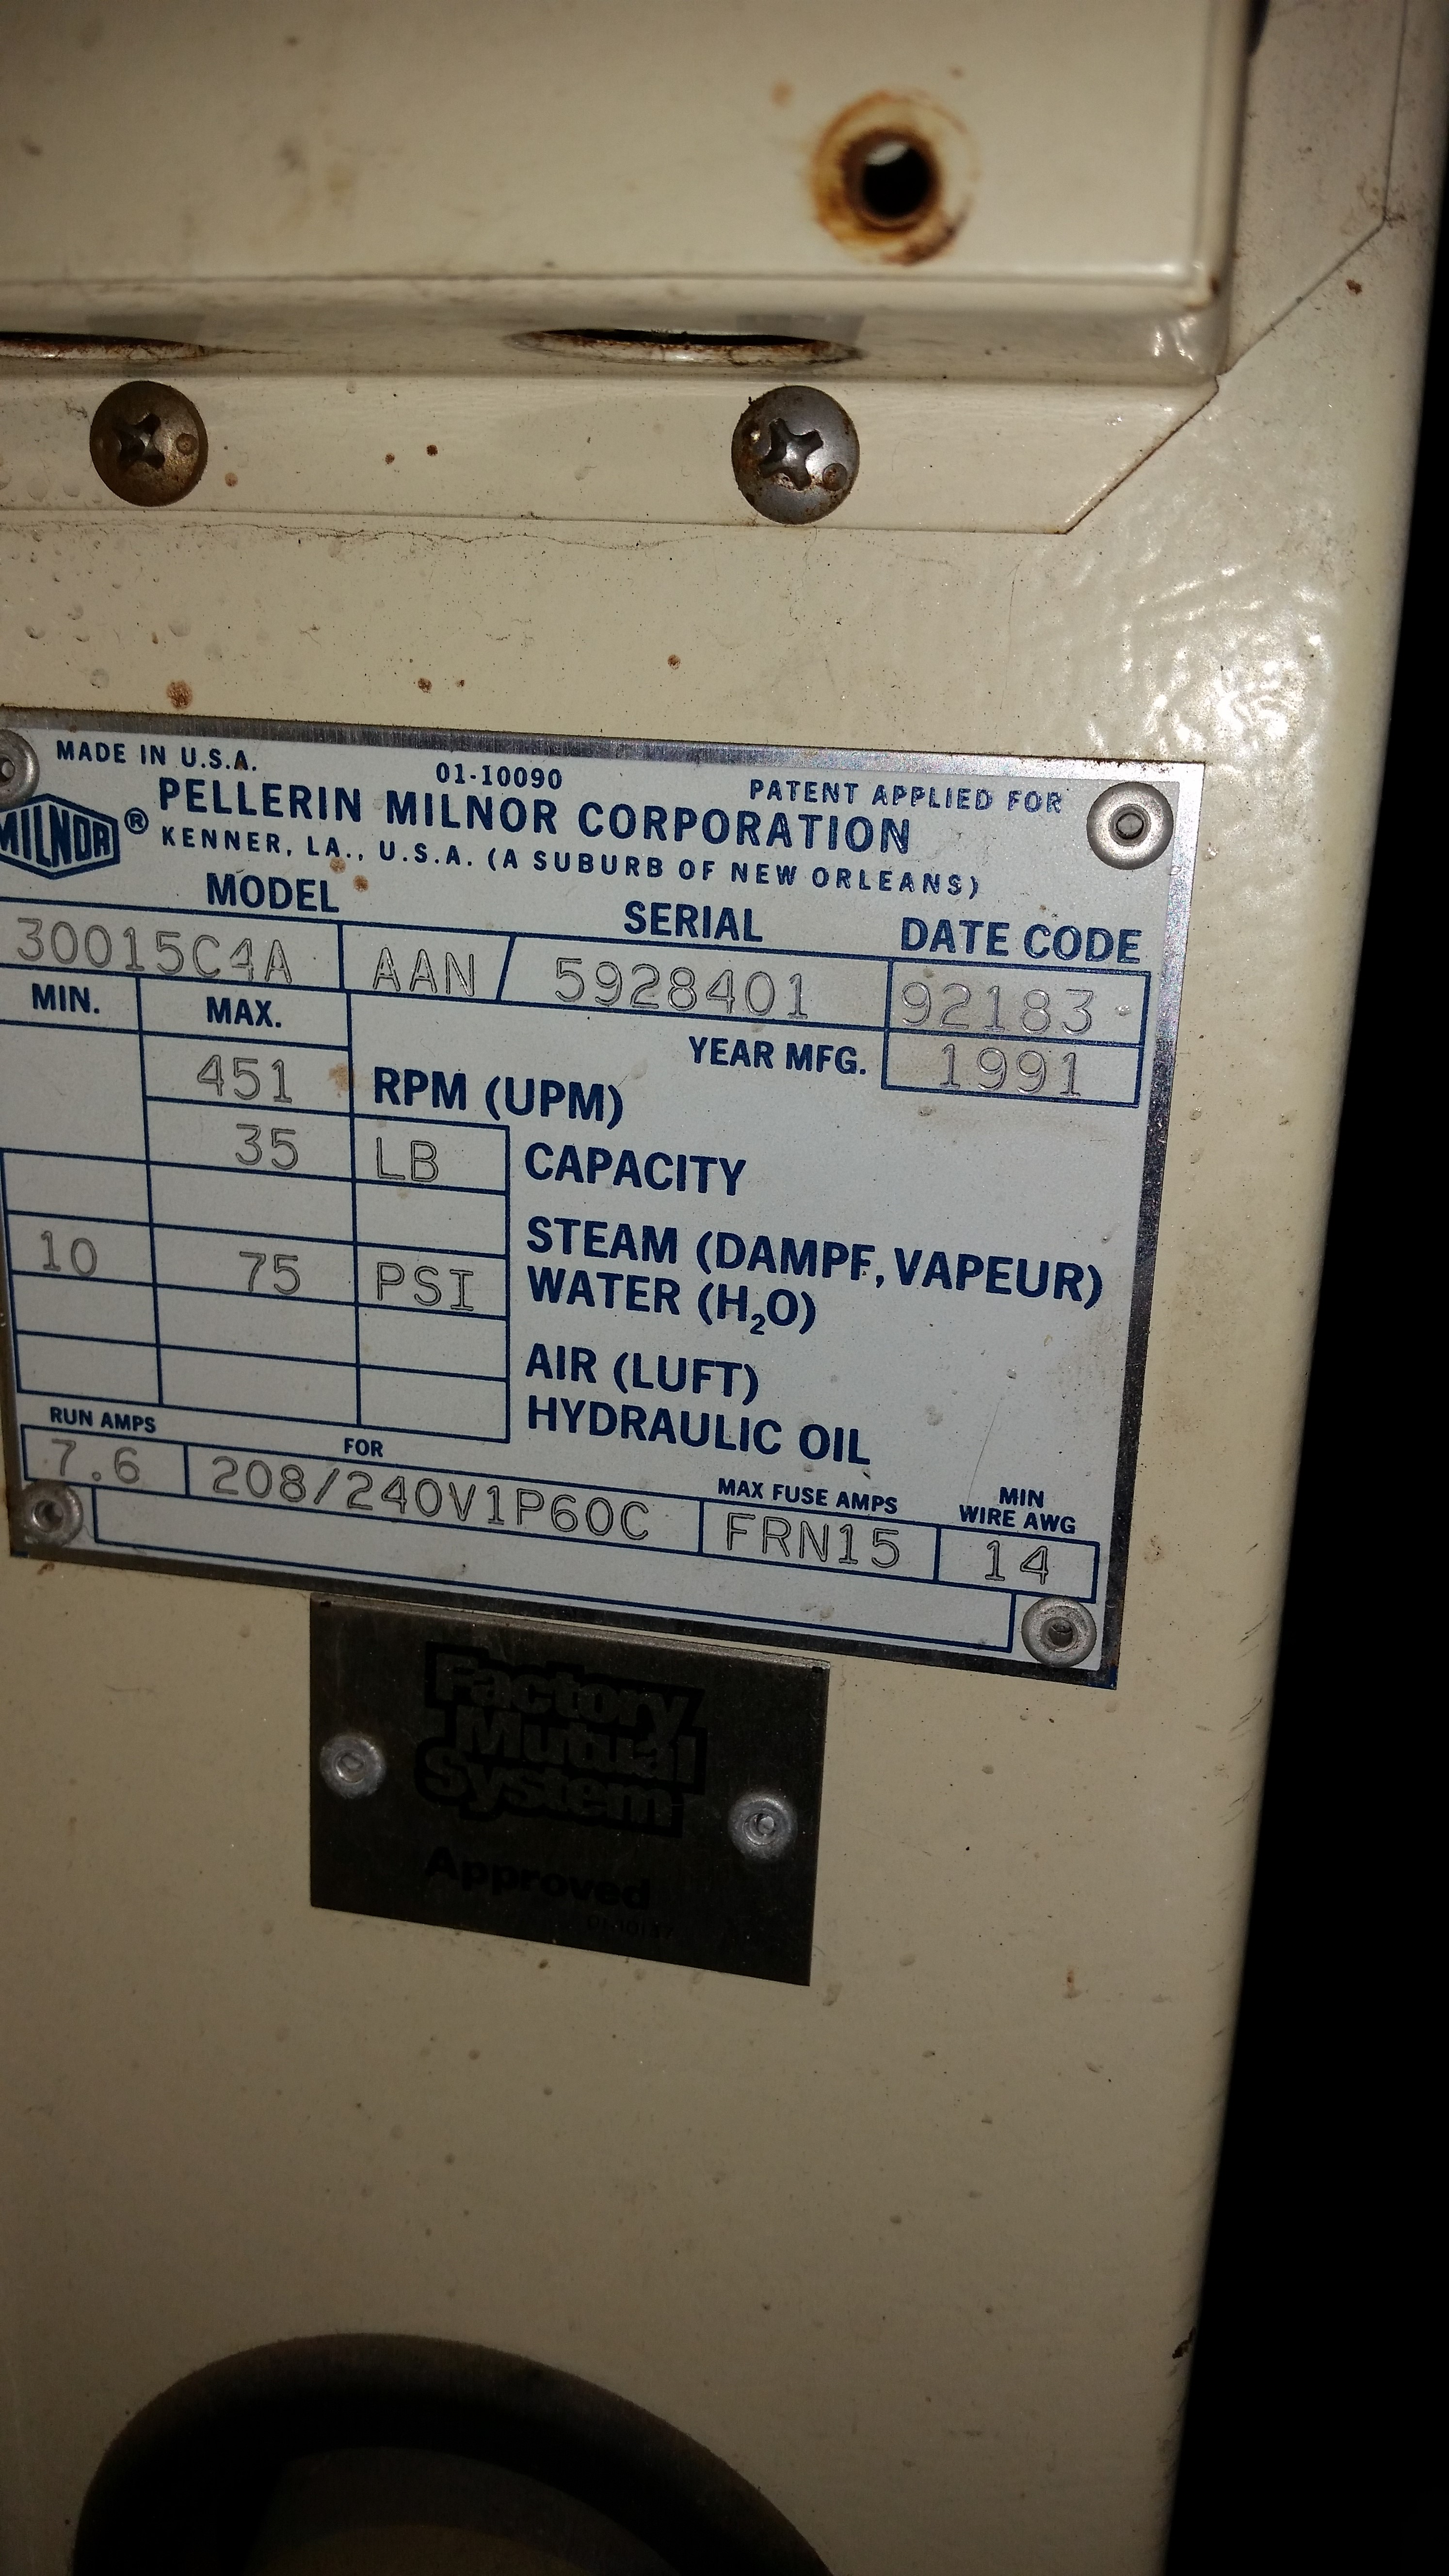 MADE IN U.S.A. 01-10090 PATENT APPLIED FOR
MILNOR ® PELLERIN MILNOR CORPORATION
KENNER, LA., U.S.A. (A SUBURB OF NEW ORLEANS)
MODEL SERIAL DATE CODE
30015C4A AAN 5928401 92183
MIN. MAX. YEAR MFG. 1991
451 RPM (UPM)
35 LB CAPACITY
STEAM (DAMPF, VAPEUR)
10 75 PSI WATER (H₂O)
AIR (LUFT)
HYDRAULIC OIL
RUN AMPS FOR MAX FUSE AMPS MIN WIRE AWG
7.6 208/240V1P60C FRN15 14
Factory
Mutual
System
Approved